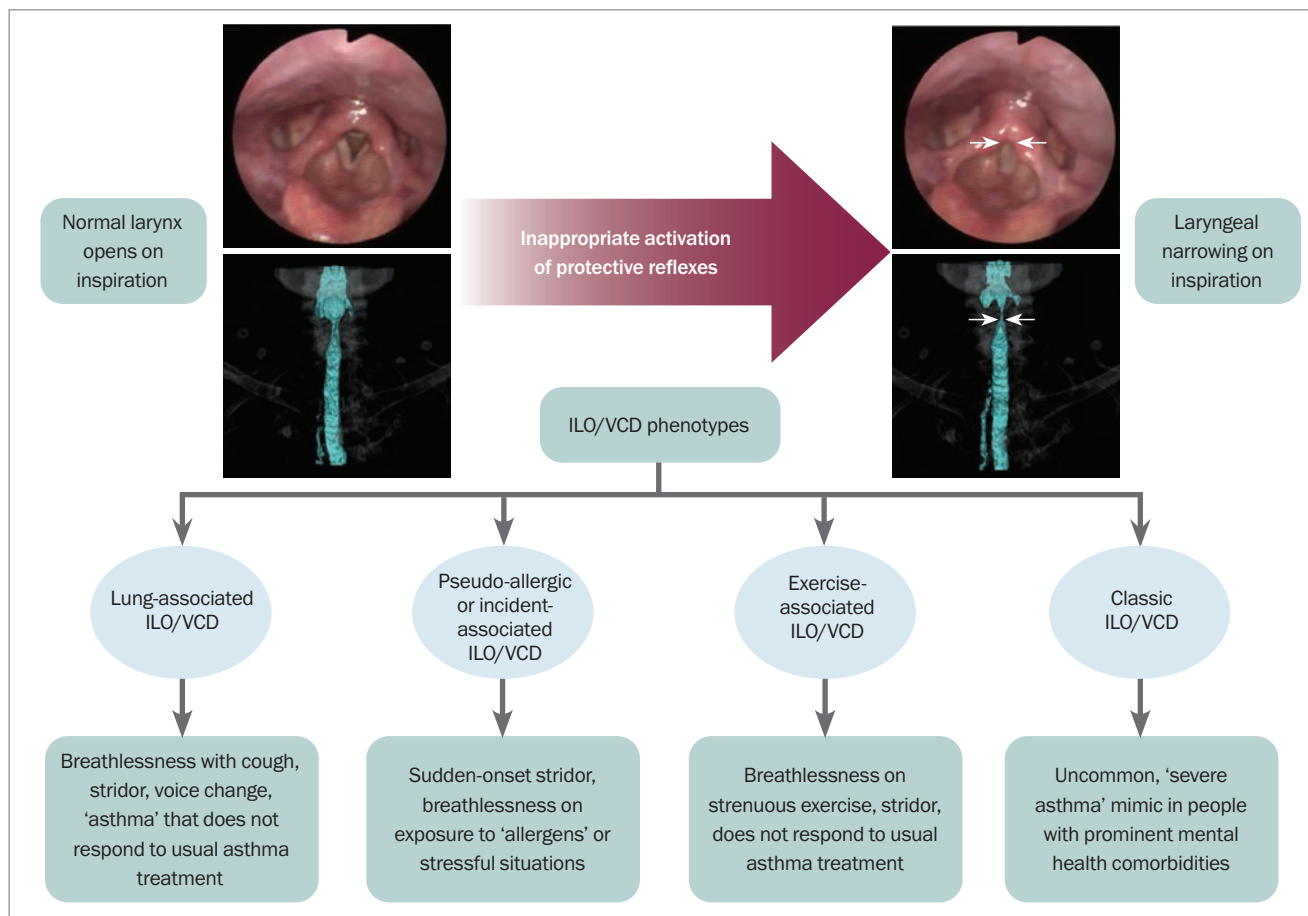 Normal larynx
opens on
inspiration
Inappropriate activation
of protective reflexes
Laryngeal
narrowing on
inspiration
ILO/VCD phenotypes
Lung-associated
ILO/VCD
Pseudo-allergic
or incident-
associated
ILO/VCD
Exercise-
associated
ILO/VCD
Classic
ILO/VCD
Breathlessness with cough,
stridor, voice change,
‘asthma’ that does not
respond to usual asthma
treatment
Sudden-onset stridor,
breathlessness on
exposure to ‘allergens’ or
stressful situations
Breathlessness on
strenuous exercise, stridor,
does not respond to usual
asthma treatment
Uncommon, ‘severe
asthma’ mimic in people
with prominent mental
health comorbidities